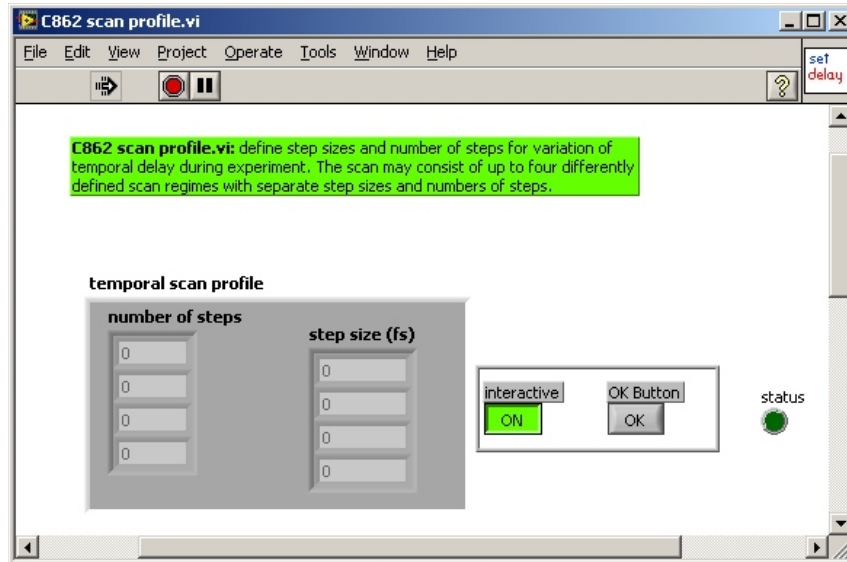 C862 scan profile.vi
File Edit View Project Operate Tools Window Help
set
delay
C862 scan profile.vi: define step sizes and number of steps for variation of
temporal delay during experiment. The scan may consist of up to four differently
defined scan regimes with separate step sizes and numbers of steps.
temporal scan profile
number of steps
0
0
0
0
step size (fs)
0
0
0
0
interactive
ON
OK Button
OK
status